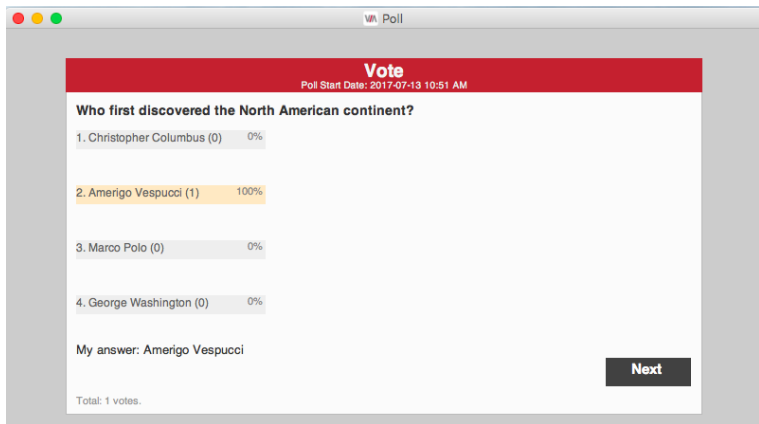 VIA Poll
Vote
Poll Start Date: 2017-07-13 10:51 AM
Who first discovered the North American continent?
1. Christopher Columbus (0) 0%
2. Amerigo Vespucci (1) 100%
3. Marco Polo (0) 0%
4. George Washington (0) 0%
My answer: Amerigo Vespucci
Next
Total: 1 votes.